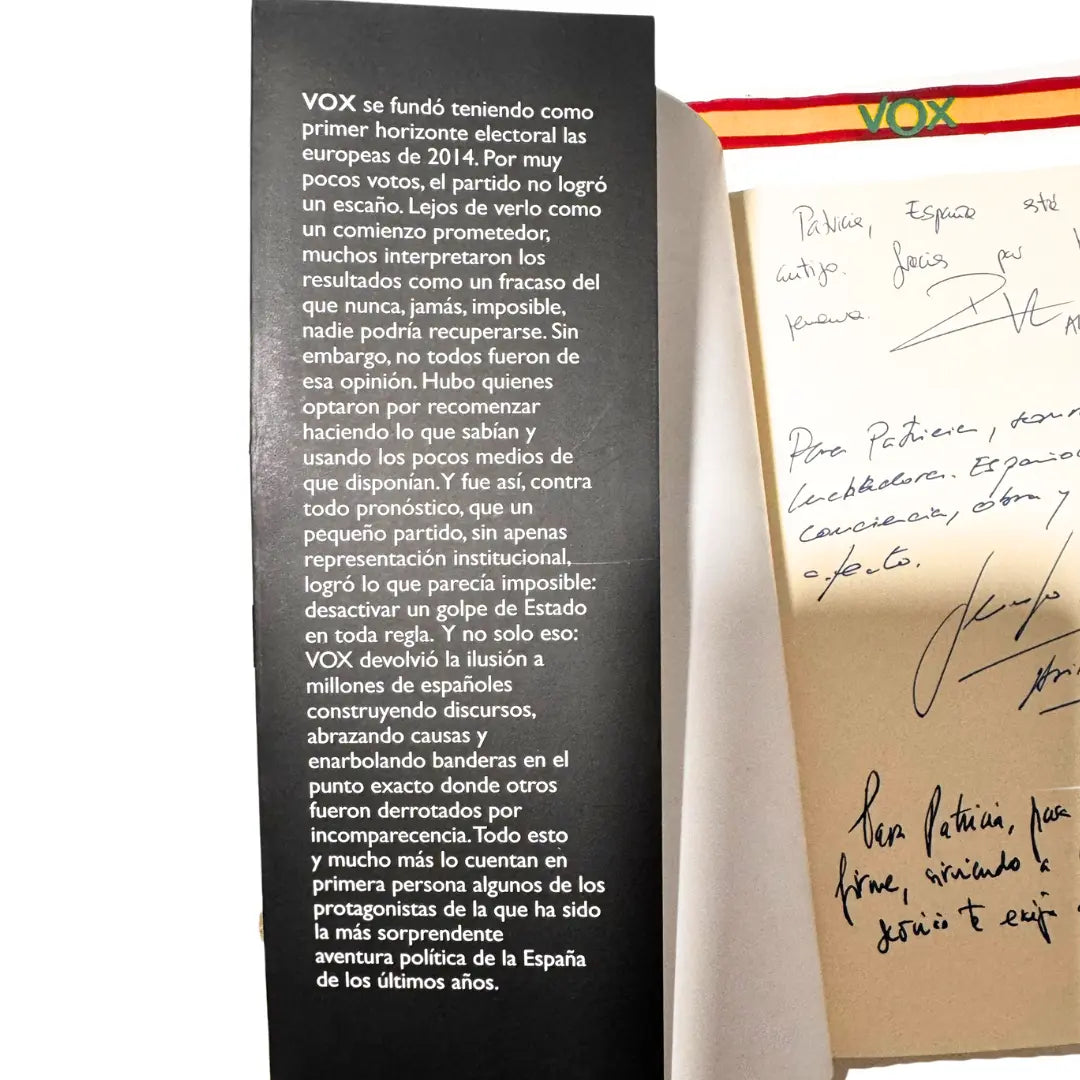 VOX se fundó teniendo como
primer horizonte electoral las
europeas de 2014. Por muy
pocos votos, el partido no logró
un escaño. Lejos de verlo como
un comienzo prometedor,
muchos interpretaron los
resultados como un fracaso del
que nunca, jamás, imposible,
nadie podría recuperarse. Sin
embargo, no todos fueron de
esa opinión. Hubo quienes
optaron por recomenzar
haciendo lo que sabían y
usando los pocos medios de
que disponían. Y fue así, contra
todo pronóstico, que un
pequeño partido, sin apenas
representación institucional,
logró lo que parecía imposible:
desactivar un golpe de Estado
en toda regla. Y no solo eso:
VOX devolvió la ilusión a
millones de españoles
construyendo discursos,
abrazando causas y
enarbolando banderas en el
punto exacto donde otros
fueron derrotados por
incomparecencia. Todo esto
y mucho más lo cuentan en
primera persona algunos de los
protagonistas de la que ha sido
la más sorprendente
aventura política de la España
de los últimos años.
VOX
Patricia, España está
contigo. Gracias por
Para Patricia,
luchadora.
conciencia, obra y
afecto.
Para Patricia, para
firme, sirviendo a
te exija